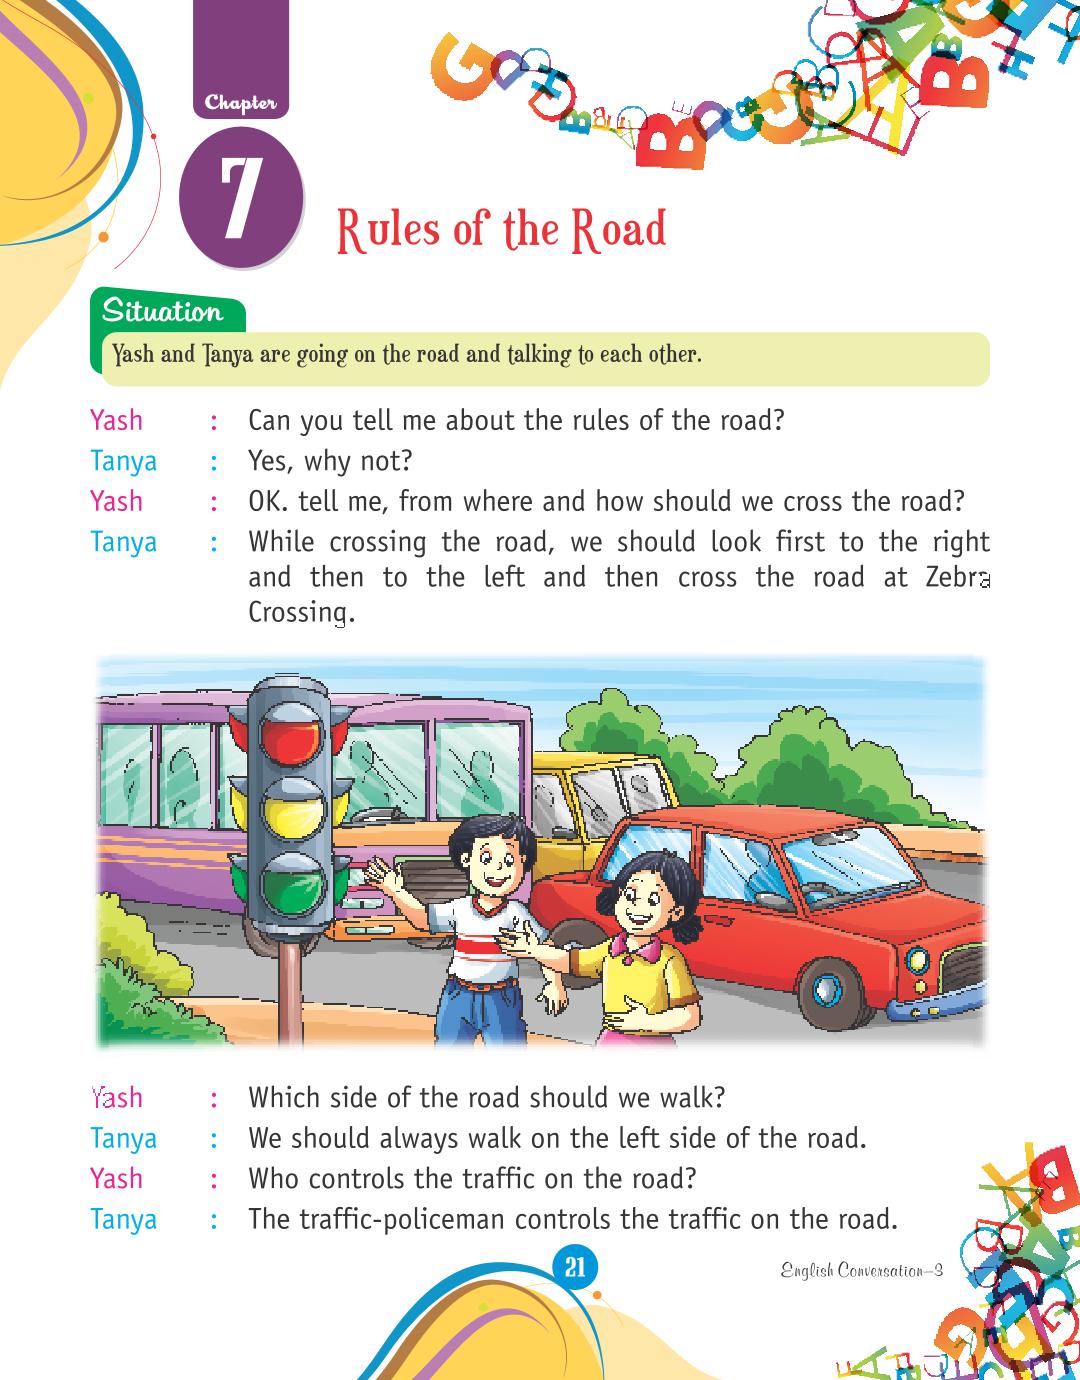 Chapter
7
Rules of the Road
Situation
Yash and Tanya are going on the road and talking to each other.
Yash : Can you tell me about the rules of the road?
Tanya : Yes, why not?
Yash : OK. tell me, from where and how should we cross the road?
Tanya : While crossing the road, we should look first to the right
and then to the left and then cross the road at Zebra
Crossing.
Yash : Which side of the road should we walk?
Tanya : We should always walk on the left side of the road.
Yash : Who controls the traffic on the road?
Tanya : The traffic-policeman controls the traffic on the road.
21
English Conversation–3